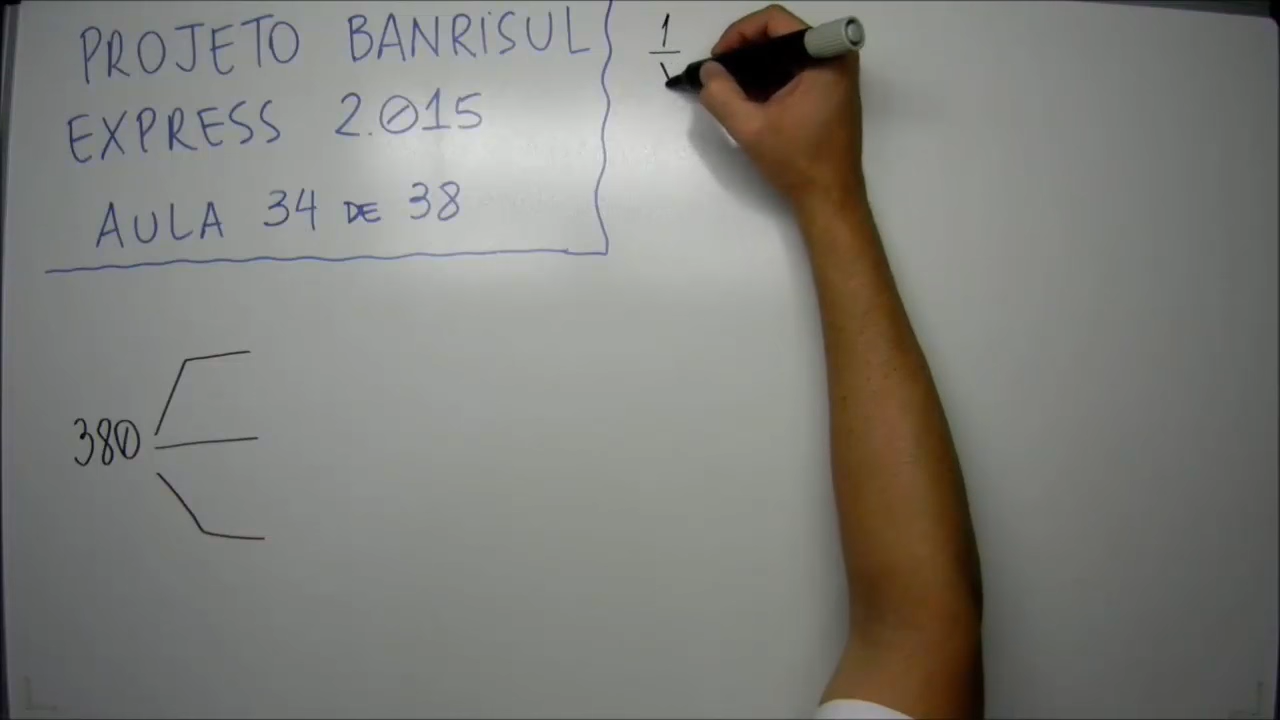 PROJETO BANRISUL
EXPRESS 2.015
AULA 34 DE 38
1
380